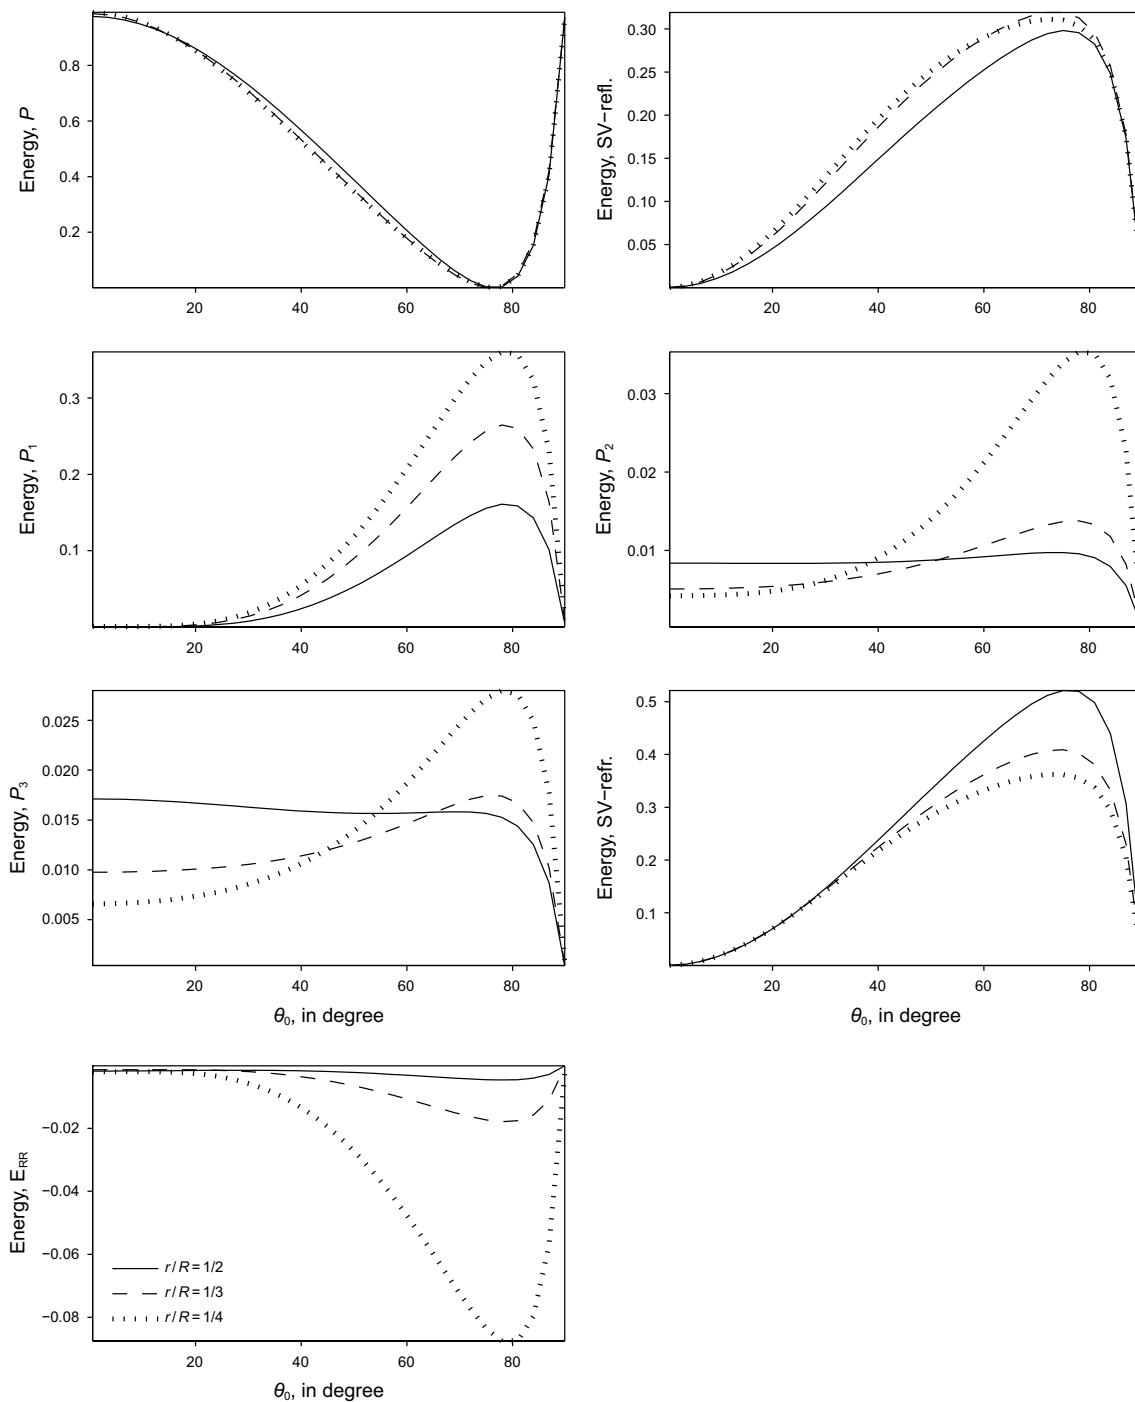 Energy, P
0.8
0.6
0.4
0.2
20 40 60 80
Energy, SV−refl.
0.30
0.25
0.20
0.15
0.10
0.05
20 40 60 80
Energy, P1
0.3
0.2
0.1
20 40 60 80
Energy, P2
0.03
0.02
0.01
20 40 60 80
Energy, P3
0.025
0.020
0.015
0.010
0.005
20 40 60 80
θ0, in degree
Energy, SV−refr.
0.5
0.4
0.3
0.2
0.1
20 40 60 80
θ0, in degree
Energy, ERR
−0.02
−0.04
−0.06
−0.08
r/R=1/2
r/R=1/3
r/R=1/4
20 40 60 80
θ0, in degree